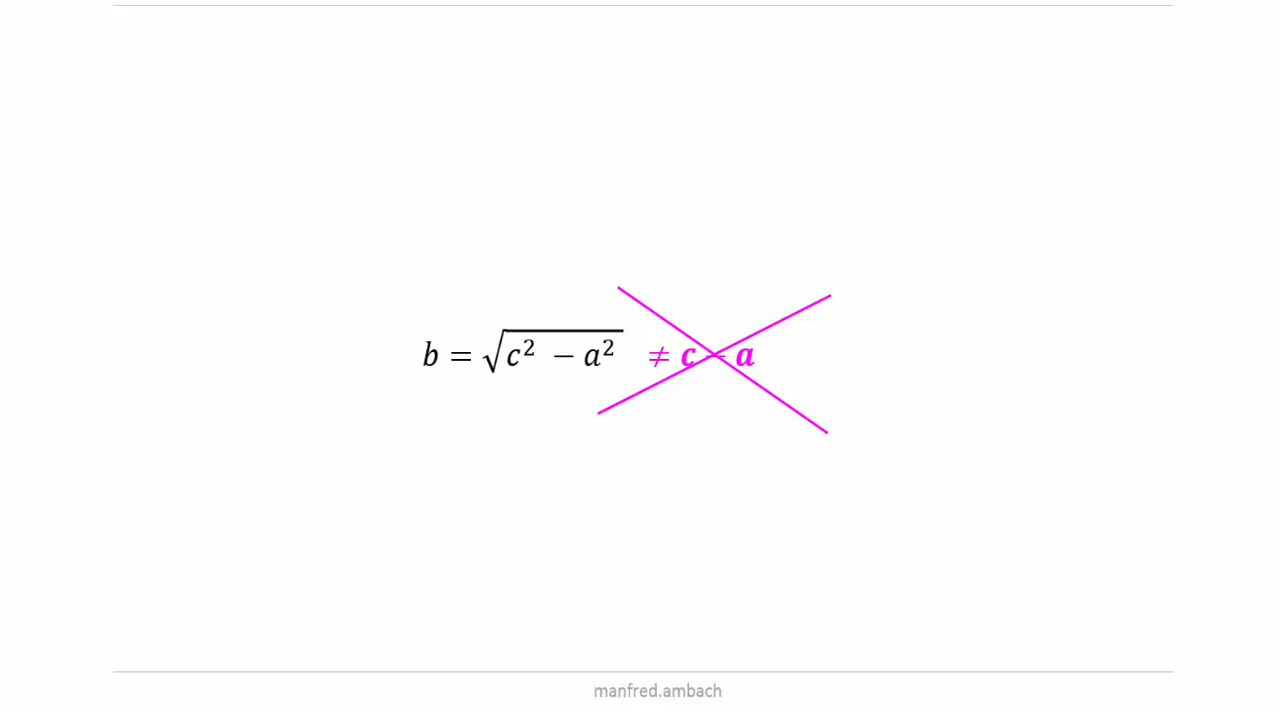 b = √c² − a² ≠ c − a
manfred.ambach